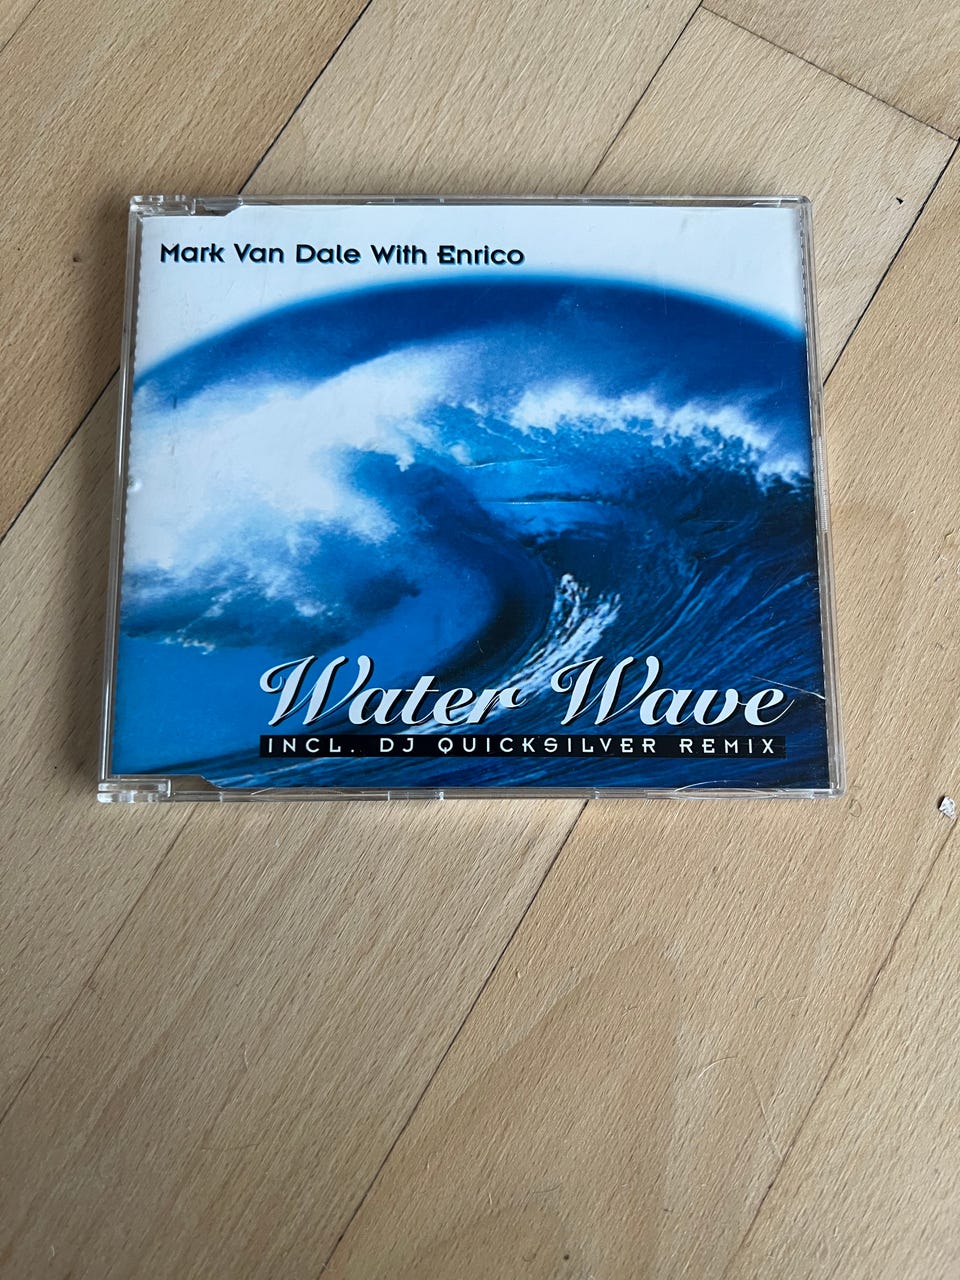 Mark Van Dale With Enrico
Water Wave
INCL. DJ QUICKSILVER REMIX